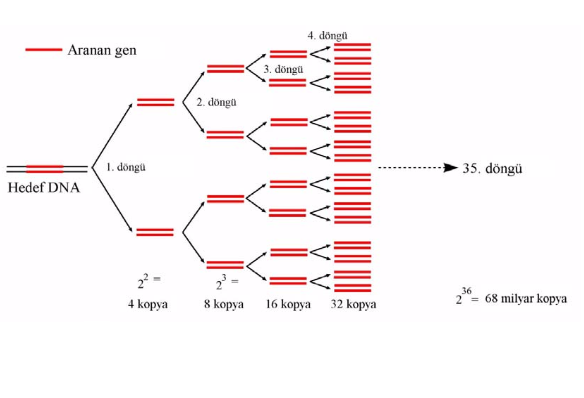 Aranan gen
4. döngü
3. döngü
2. döngü
1. döngü
35. döngü
Hedef DNA
2² =
4 kopya
2³ =
8 kopya
16 kopya
32 kopya
2³⁶ = 68 milyar kopya